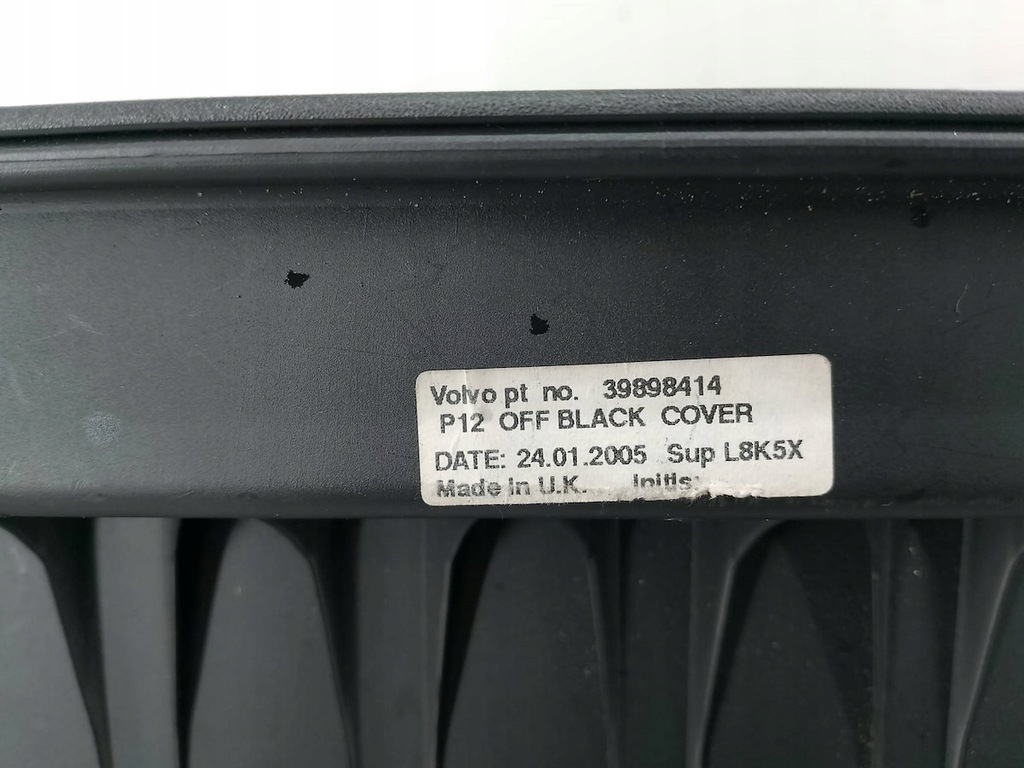 Volvo pt no. 39898414
P12 OFF BLACK COVER
DATE: 24.01.2005 Sup L8K5X
Made in U.K. Initls: